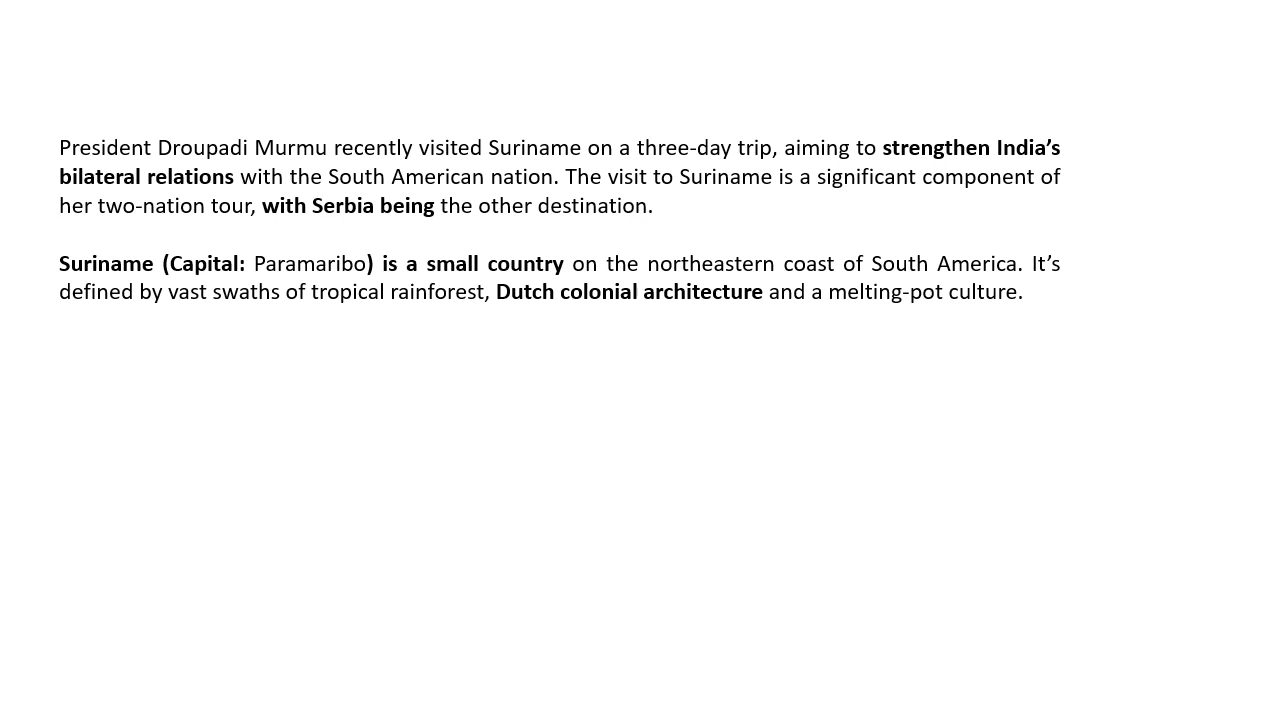 President Droupadi Murmu recently visited Suriname on a three-day trip, aiming to strengthen India’s
bilateral relations with the South American nation. The visit to Suriname is a significant component of
her two-nation tour, with Serbia being the other destination.
Suriname (Capital: Paramaribo) is a small country on the northeastern coast of South America. It’s
defined by vast swaths of tropical rainforest, Dutch colonial architecture and a melting-pot culture.